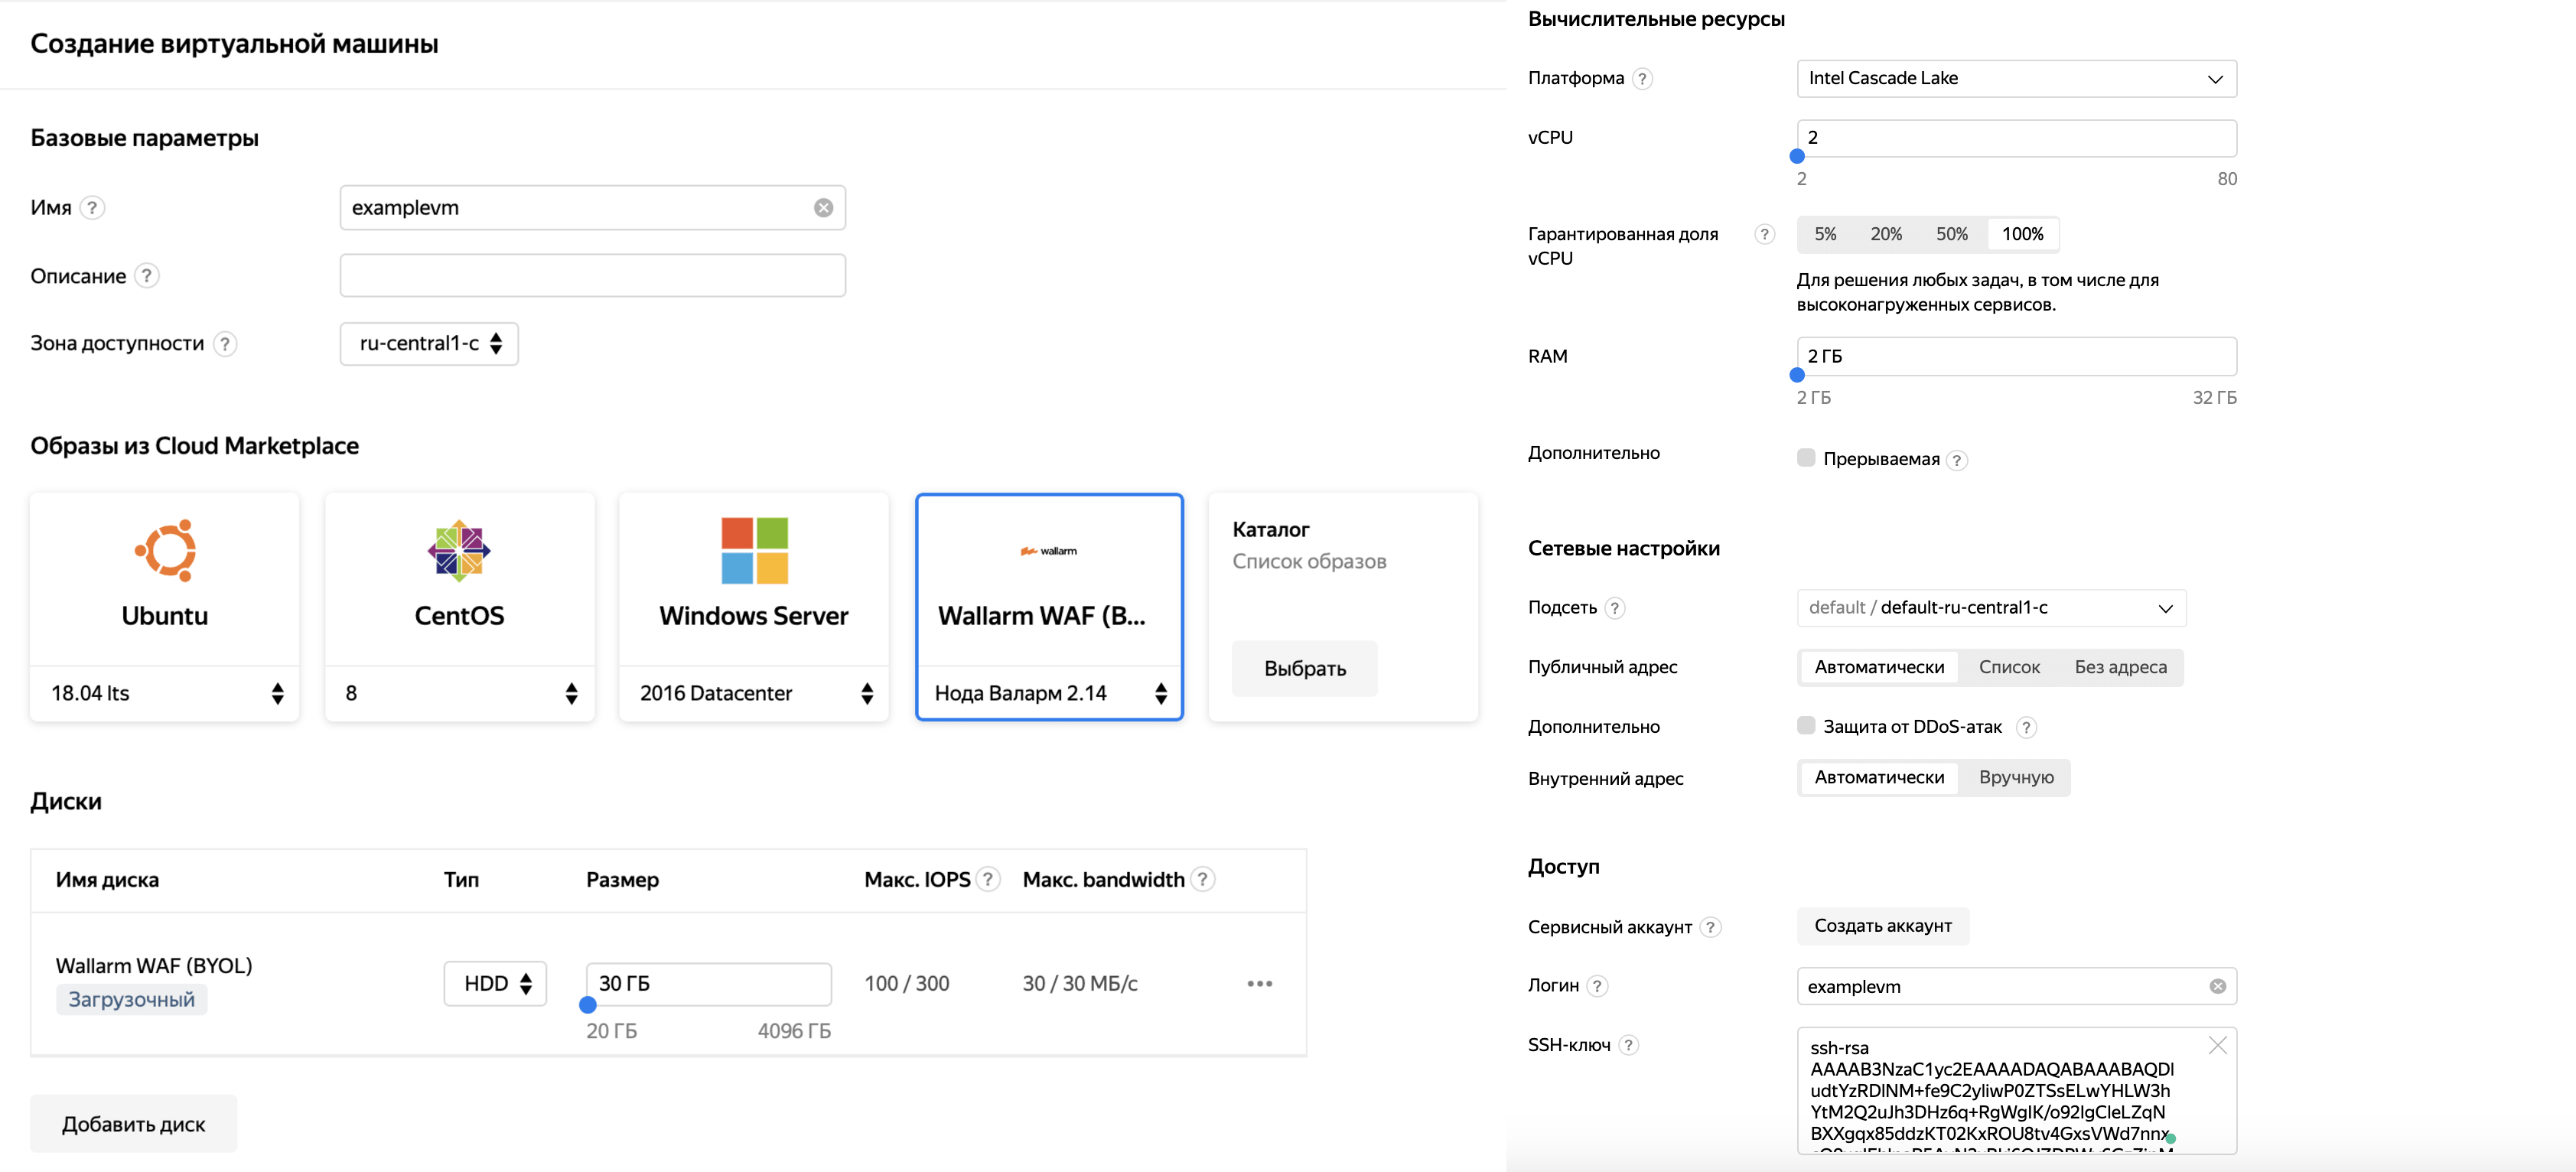 Создание виртуальной машины
Базовые параметры
Имя ?
examplevm
Описание ?
Зона доступности ?
ru-central1-c
Образы из Cloud Marketplace
Ubuntu
18.04 lts
CentOS
8
Windows Server
2016 Datacenter
wallarm
Wallarm WAF (B...
Нода Валарм 2.14
Каталог
Список образов
Выбрать
Диски
Имя диска Тип Размер Макс. IOPS ? Макс. bandwidth ?
Wallarm WAF (BYOL)
Загрузочный
HDD
30 ГБ
20 ГБ 4096 ГБ
100 / 300
30 / 30 МБ/с
Добавить диск
Вычислительные ресурсы
Платформа ?
Intel Cascade Lake
vCPU
2
2 80
Гарантированная доля vCPU ?
5% 20% 50% 100%
Для решения любых задач, в том числе для
высоконагруженных сервисов.
RAM
2 ГБ
2 ГБ 32 ГБ
Дополнительно
Прерываемая ?
Сетевые настройки
Подсеть ?
default / default-ru-central1-c
Публичный адрес
Автоматически Список Без адреса
Дополнительно
Защита от DDoS-атак ?
Внутренний адрес
Автоматически Вручную
Доступ
Сервисный аккаунт ?
Создать аккаунт
Логин ?
examplevm
SSH-ключ ?
ssh-rsa
AAAAB3NzaC1yc2EAAAADAQABAAABAQDl
udtYzRDlNM+fe9C2yliwP0ZTSsELwYHLW3h
YtM2Q2uJh3DHz6q+RgWgIK/o92lgCleLZqN
BXXgqx85ddzKT02KxROU8tv4GxsVWd7nnx